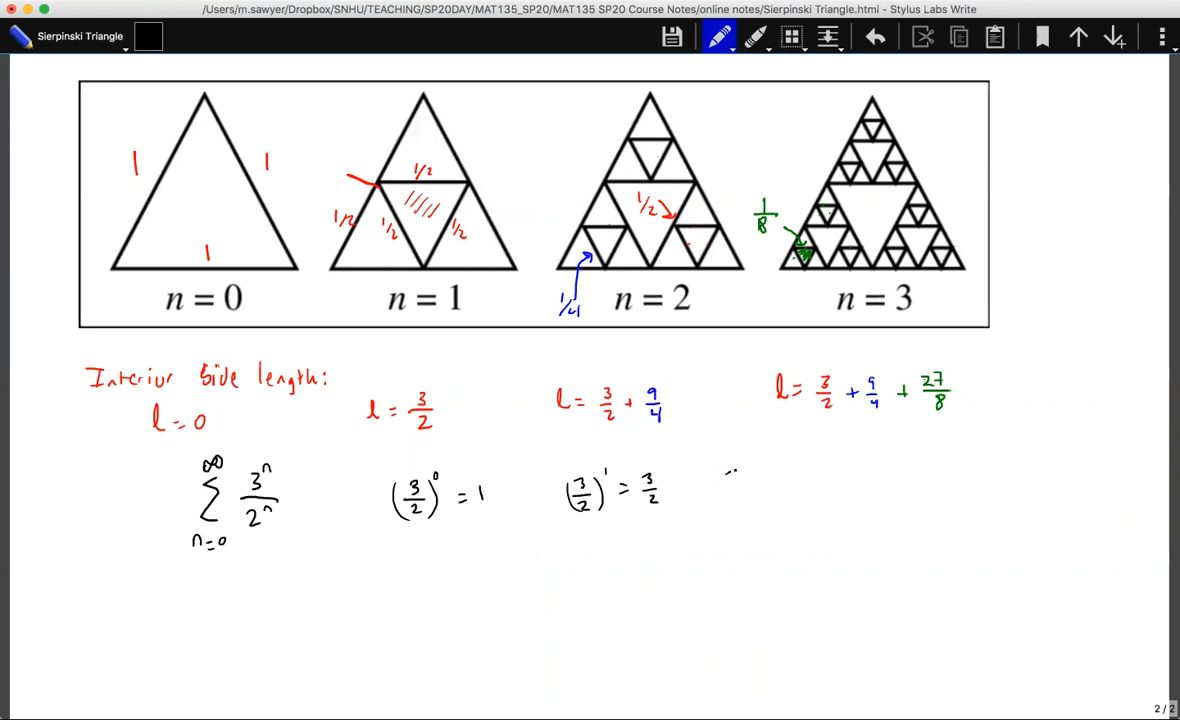 /Users/m.sawyer/Dropbox/SNHU/TEACHING/SP20DAY/MAT135_SP20/MAT135 SP20 Course Notes/online notes/Sierpinski Triangle.html - Stylus Labs Write
Sierpinski Triangle
1 1 1
1/2 1/2 1/2 1/2
1/2 1/4
1/8
n = 0 n = 1 n = 2 n = 3
Interior Side length:
l = 0 l = 3/2 l = 3/2 + 9/4 l = 3/2 + 9/4 + 27/8
∞ ∑ n=0 3^n/2^n (3/2)^0 = 1 (3/2)^1 = 3/2
2 / 2